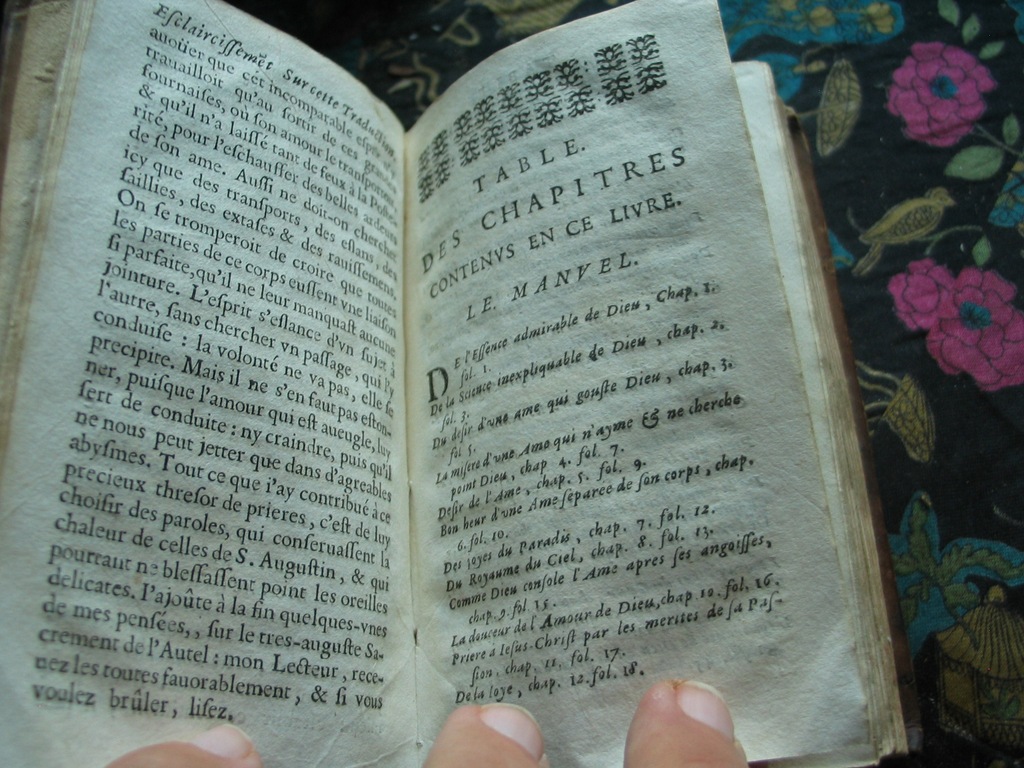 Esclaircissemẽt Sur cette Traduction,
auoüer que cét incomparable esprit ne
trauailloit qu'au sortir de ces grandes
fournaises, où son amour le transportoit,
& qu'il n'a laissé tant de feux à la Poste-
rité, pour l'eschauffer des belles ardeurs
de son ame. Aussi ne doit-on chercher
icy que des transports, des eslans, des
saillies, des extases & des rauissemens.
On se tromperoit de croire que toutes
les parties de ce corps eussent vne liaison
si parfaite, qu'il ne leur manquast aucune
jointure. L'esprit s'eslance d'vn sujet à
l'autre, sans chercher vn passage, qui l'y
conduise : la volonté ne va pas, elle se
precipite. Mais il ne s'en faut pas eston-
ner, puisque l'amour qui est aueugle, luy
sert de conduite : ny craindre, puis qu'il
ne nous peut jetter que dans d'agreables
abysmes. Tout ce que j'ay contribué à ce
precieux thresor de prieres, c'est de luy
choisir des paroles, qui conseruassent la
chaleur de celles de S. Augustin, & qui
pourtant ne blessassent point les oreilles
delicates. I'ajoûte à la fin quelques-vnes
de mes pensées, , sur le tres-auguste Sa-
crement de l'Autel : mon Lecteur, rece-
uez les toutes fauorablement, & si vous
voulez brûler, lisez.
TABLE.
DES CHAPITRES
CONTENVS EN CE LIVRE.
LE MANVEL.
DE l'Essence admirable de Dieu, Chap. 1.
fol. 1.
De la Science inexpliquable de Dieu, chap. 2.
fol. 3.
Du desir d'vne ame qui gouste Dieu, chap. 3.
fol 5.
La misere d'vne Ame qui n'ayme & ne cherche
point Dieu, chap 4. fol. 7.
Desir de l'Ame, chap. 5. fol. 9.
Bon heur d'vne Ame separée de son corps, chap.
6. fol. 10.
Des joyes du Paradis, chap. 7. fol. 12.
Du Royaume du Ciel, chap. 8. fol. 13.
Comme Dieu console l'Ame apres ses angoisses,
chap. 9. fol. 15.
La douceur de l'Amour de Dieu, chap. 10. fol. 16.
Priere à Iesus-Christ par les merites de sa Pas-
sion, chap. 11. fol. 17.
De la Ioye, chap. 12. fol. 18.